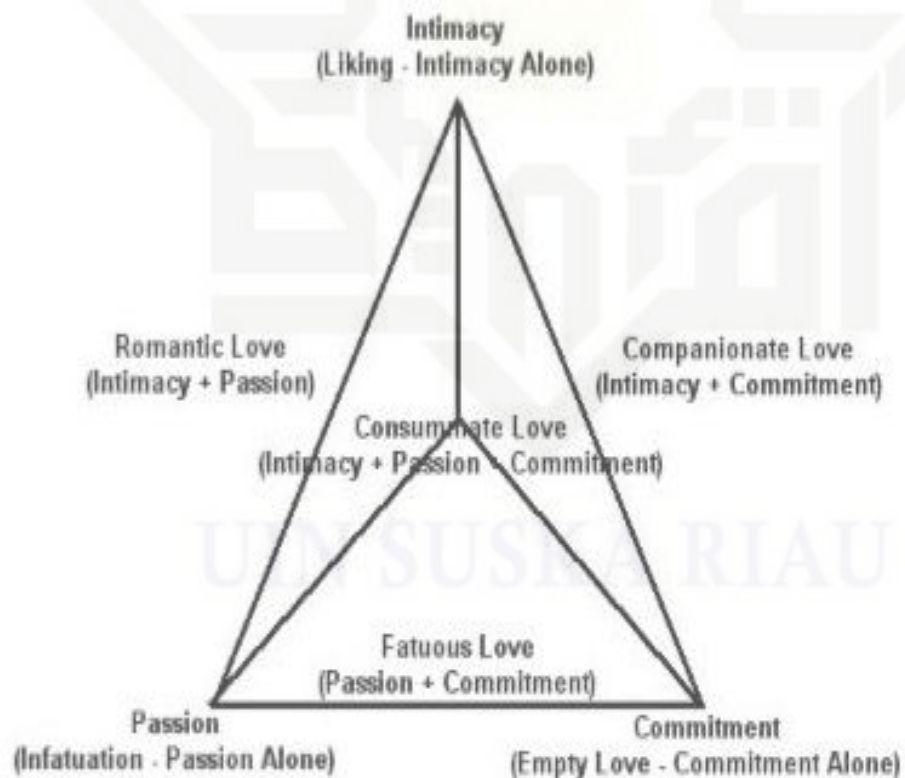 Intimacy
(Liking - Intimacy Alone)
Romantic Love
(Intimacy + Passion)
Companionate Love
(Intimacy + Commitment)
Consummate Love
(Intimacy + Passion + Commitment)
UIN SUSKA RIAU
Fatuous Love
(Passion + Commitment)
Passion
(Infatuation - Passion Alone)
Commitment
(Empty Love - Commitment Alone)